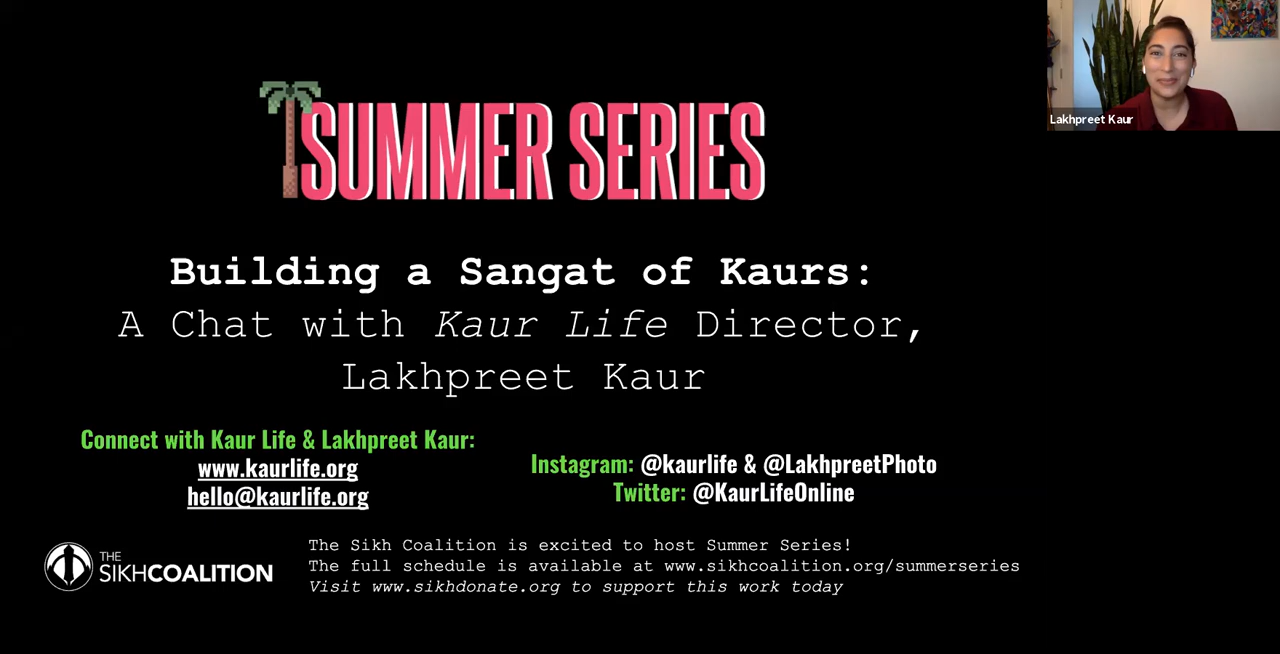 Lakhpreet Kaur
SUMMER SERIES
Building a Sangat of Kaurs:
A Chat with Kaur Life Director,
Lakhpreet Kaur
Connect with Kaur Life & Lakhpreet Kaur:
www.kaurlife.org
hello@kaurlife.org
Instagram: @kaurlife & @LakhpreetPhoto
Twitter: @KaurLifeOnline
THE
SIKHCOALITION
The Sikh Coalition is excited to host Summer Series!
The full schedule is available at www.sikhcoalition.org/summerseries
Visit www.sikhdonate.org to support this work today